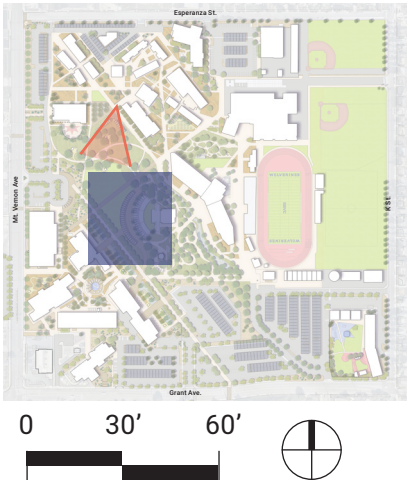 Esperanza St.
Mt. Vernon Ave
K St.
Grant Ave.
0 30’ 60’